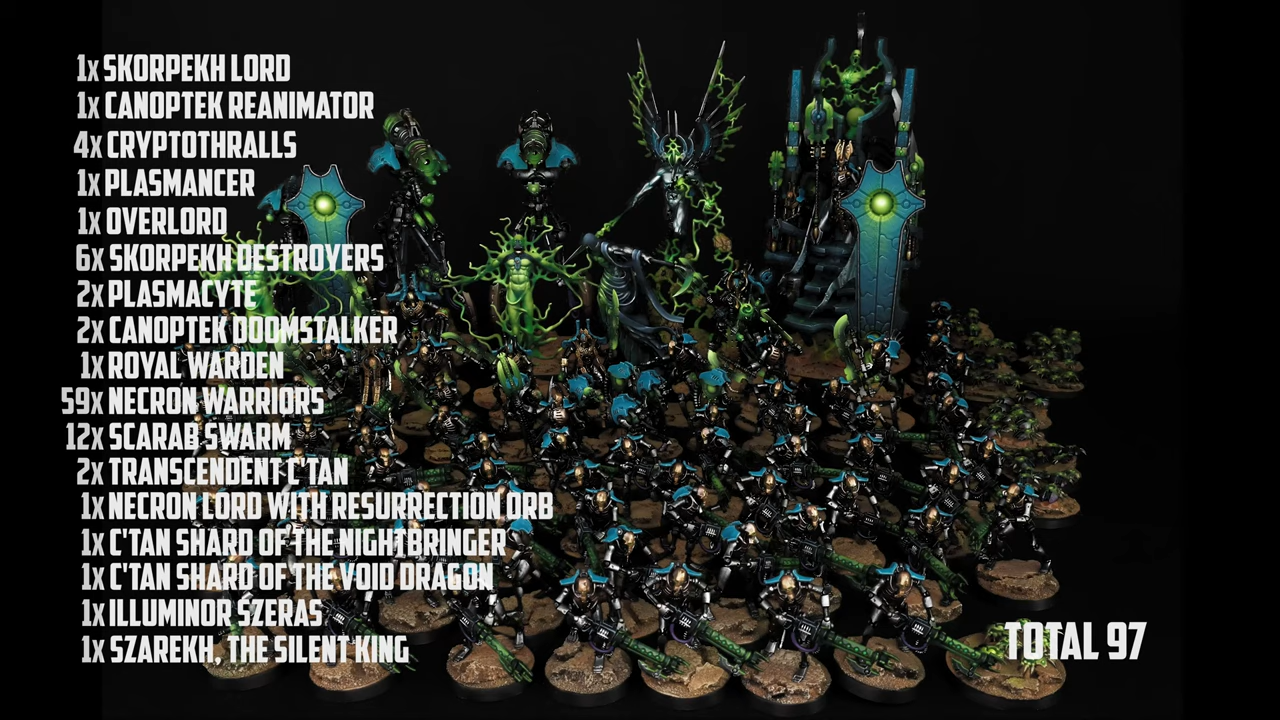 1x SKORPEKH LORD
1x CANOPTEK REANIMATOR
4x CRYPTOTHRALLS
1x PLASMANCER
1x OVERLORD
6x SKORPEKH DESTROYERS
2x PLASMACYTE
2x CANOPTEK DOOMSTALKER
1x ROYAL WARDEN
59x NECRON WARRIORS
12x SCARAB SWARM
2x TRANSCENDENT C'TAN
1x NECRON LORD WITH RESURRECTION ORB
1x C'TAN SHARD OF THE NIGHTBRINGER
1x C'TAN SHARD OF THE VOID DRAGON
1x ILLUMINOR SZERAS
1x SZAREKH, THE SILENT KING
TOTAL 97